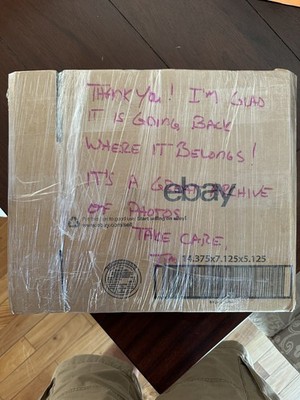 THANK YOU! I'M GLAD
IT IS GOING BACK
WHERE IT BELONGS!
IT'S A GREAT ARCHIVE
ebay
OF PHOTOS
TAKE CARE,
14.375x7.125x5.125